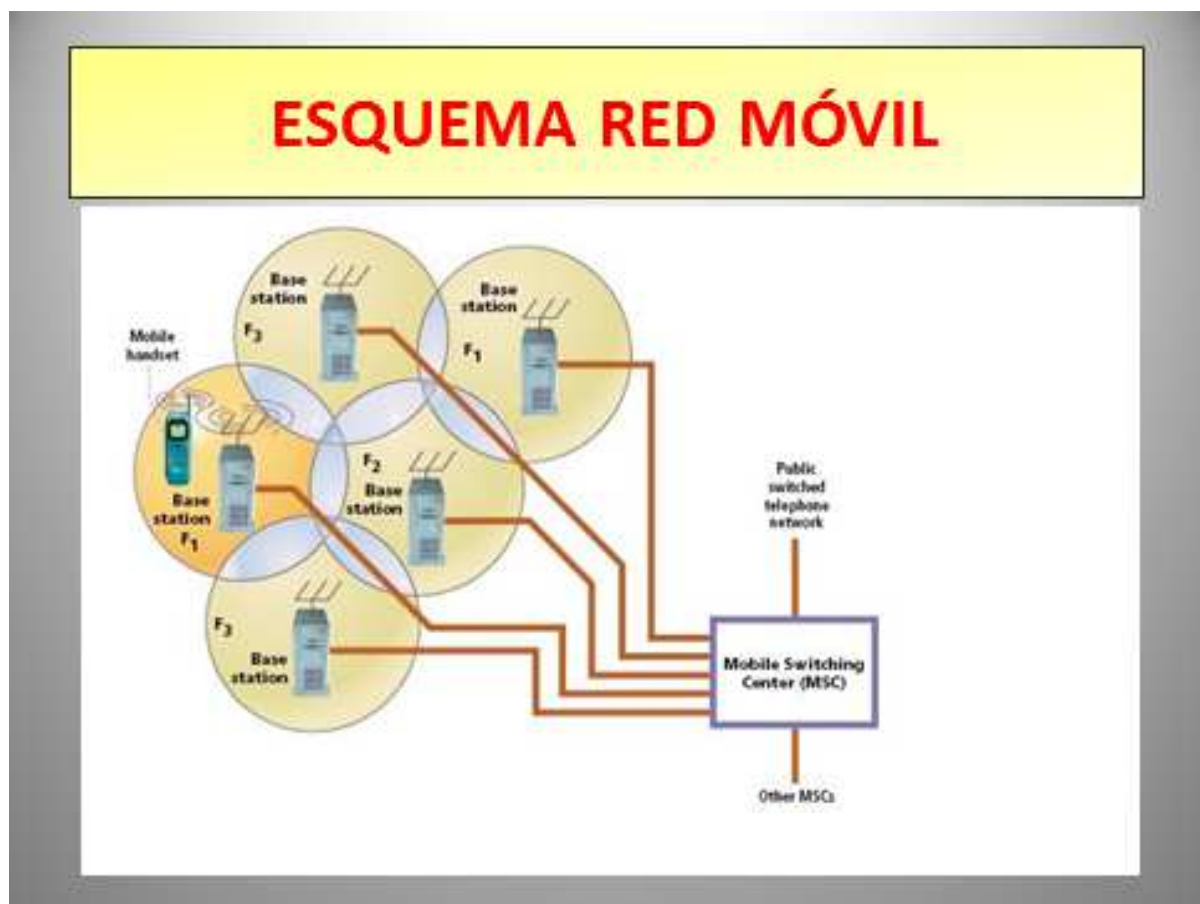 ESQUEMA RED MÓVIL
Base
station
F3
Base
station
F1
Mobile
handset
Base
station
F1
F2
Base
station
F3
Base
station
Public
switched
telephone
network
Mobile Switching
Center (MSC)
Other MSCs